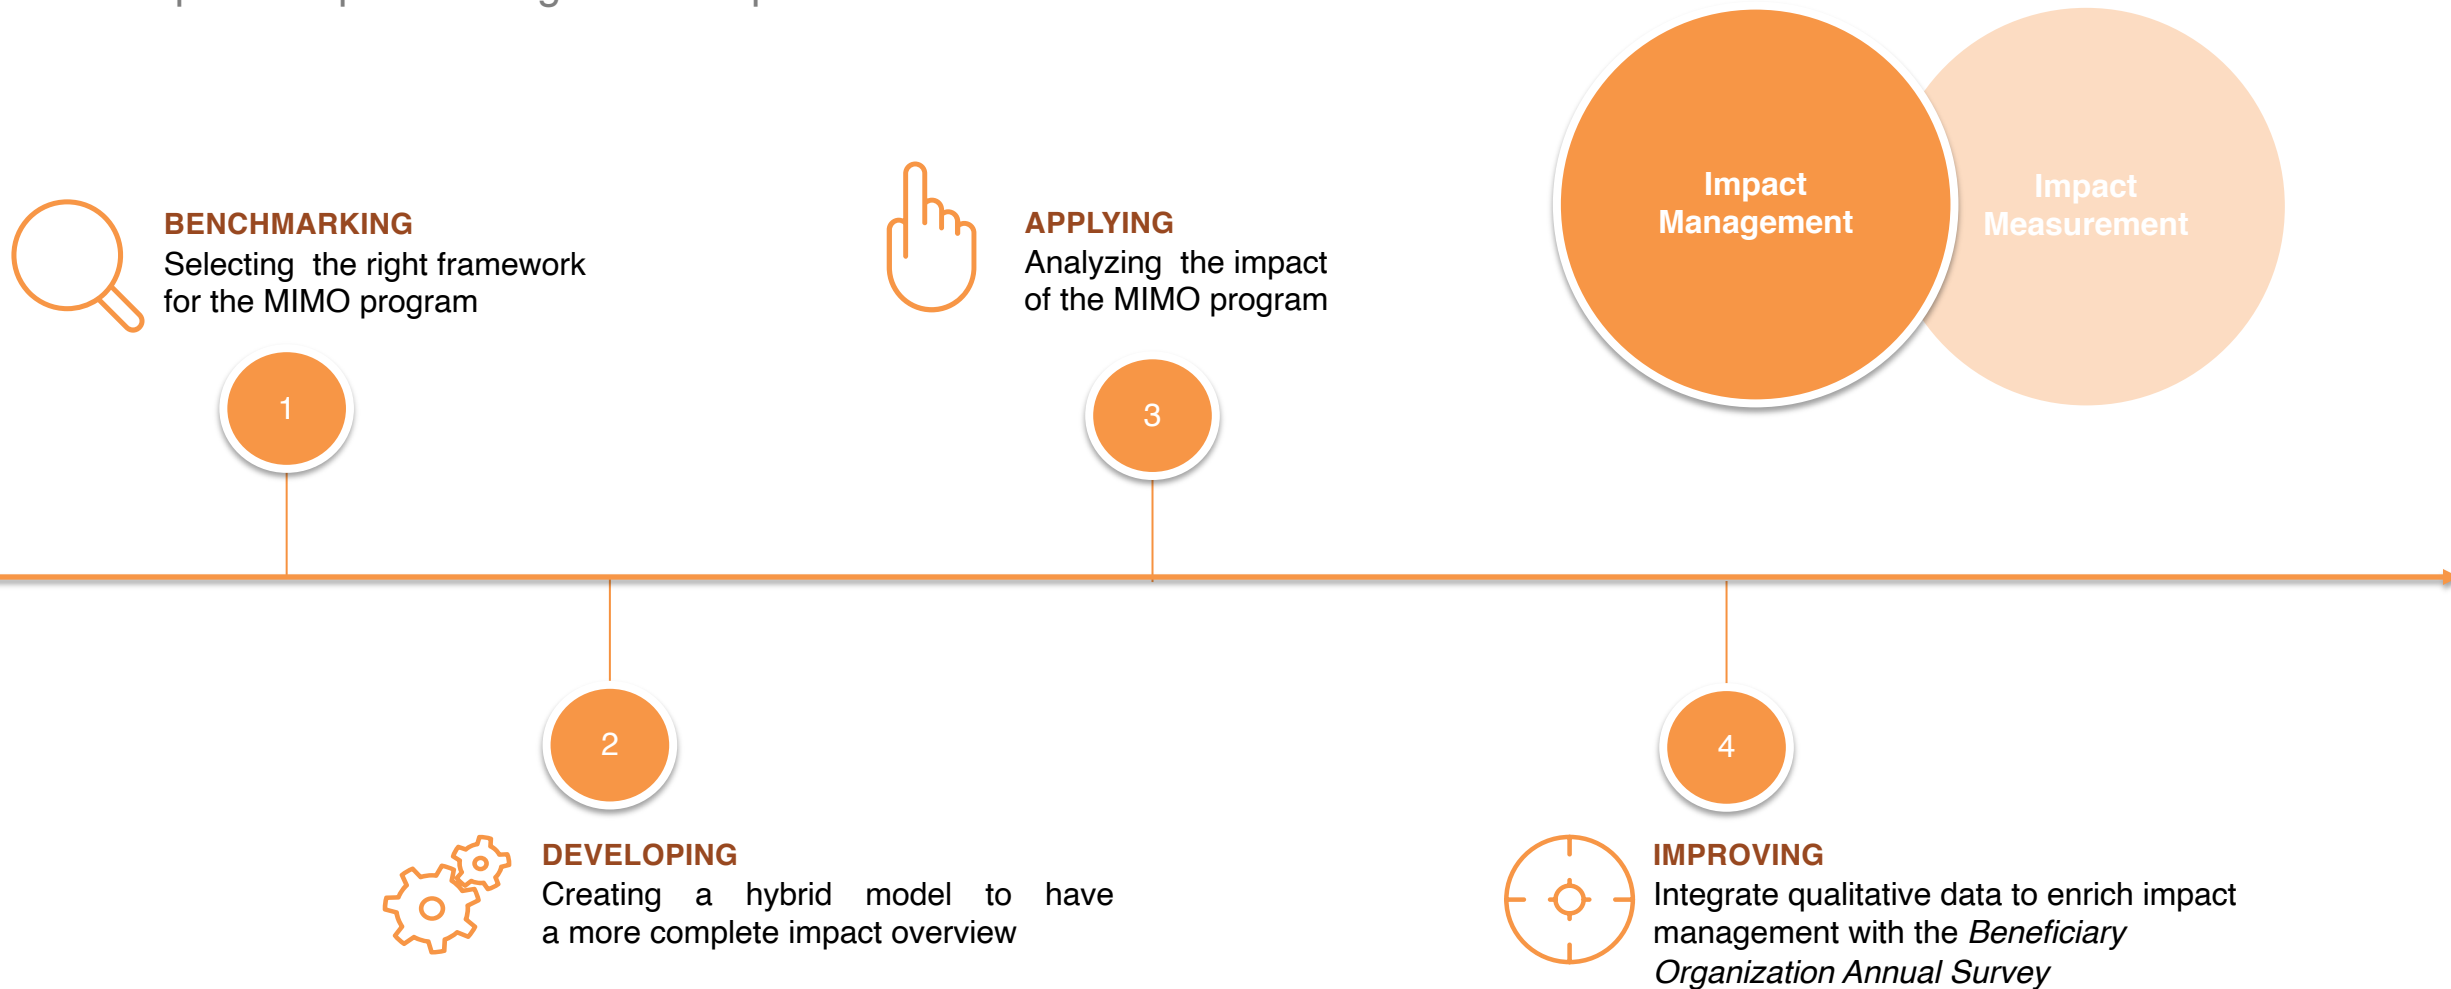 Impact
Management
Impact
Measurement
BENCHMARKING
Selecting the right framework
for the MIMO program
APPLYING
Analyzing the impact
of the MIMO program
1
3
2
4
DEVELOPING
Creating a hybrid model to have
a more complete impact overview
IMPROVING
Integrate qualitative data to enrich impact
management with the Beneficiary
Organization Annual Survey